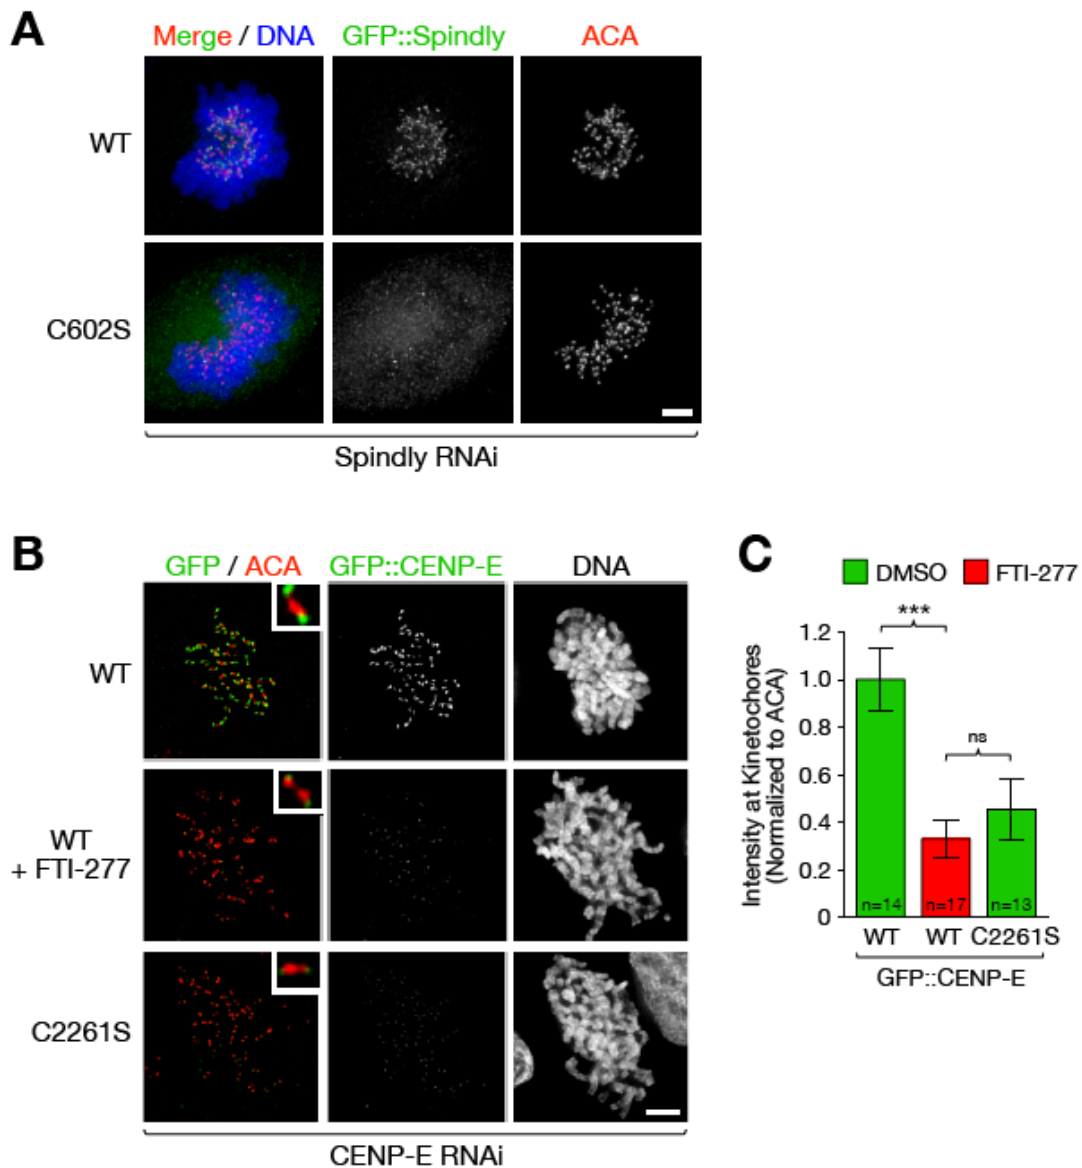 A
Merge / DNA
GFP::Spindly
ACA
WT
C602S
Spindly RNAi
B
GFP / ACA
GFP::CENP-E
DNA
WT
WT
+ FTI-277
C2261S
CENP-E RNAi
C
DMSO
FTI-277
Intensity at Kinetochores
(Normalized to ACA)
1.2
1.0
0.8
0.6
0.4
0.2
0
***
ns
n=14
n=17
n=13
WT
WT
C2261S
GFP::CENP-E